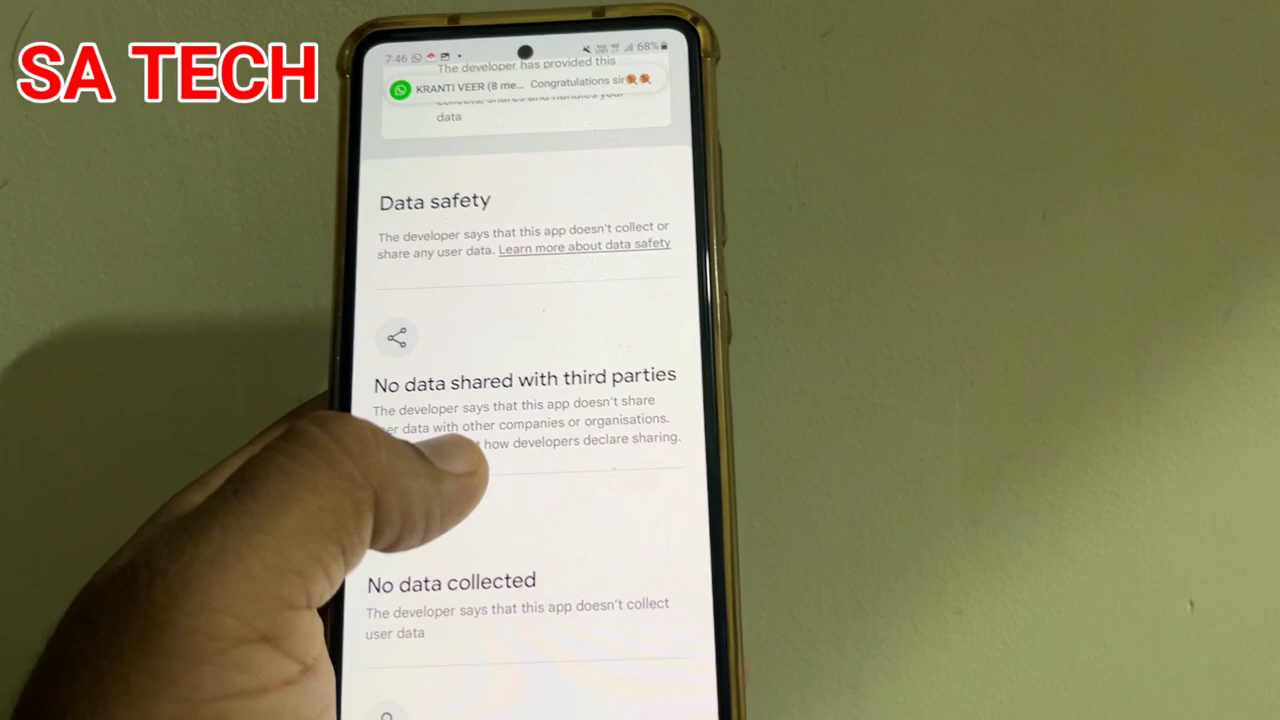 SA TECH
7:46
68%
The developer has provided this
KRANTI VEER (8 me... Congratulations sir
data
Data safety
The developer says that this app doesn't collect or
share any user data. Learn more about data safety
No data shared with third parties
The developer says that this app doesn't share
data with other companies or organisations.
how developers declare sharing.
No data collected
The developer says that this app doesn't collect
user data